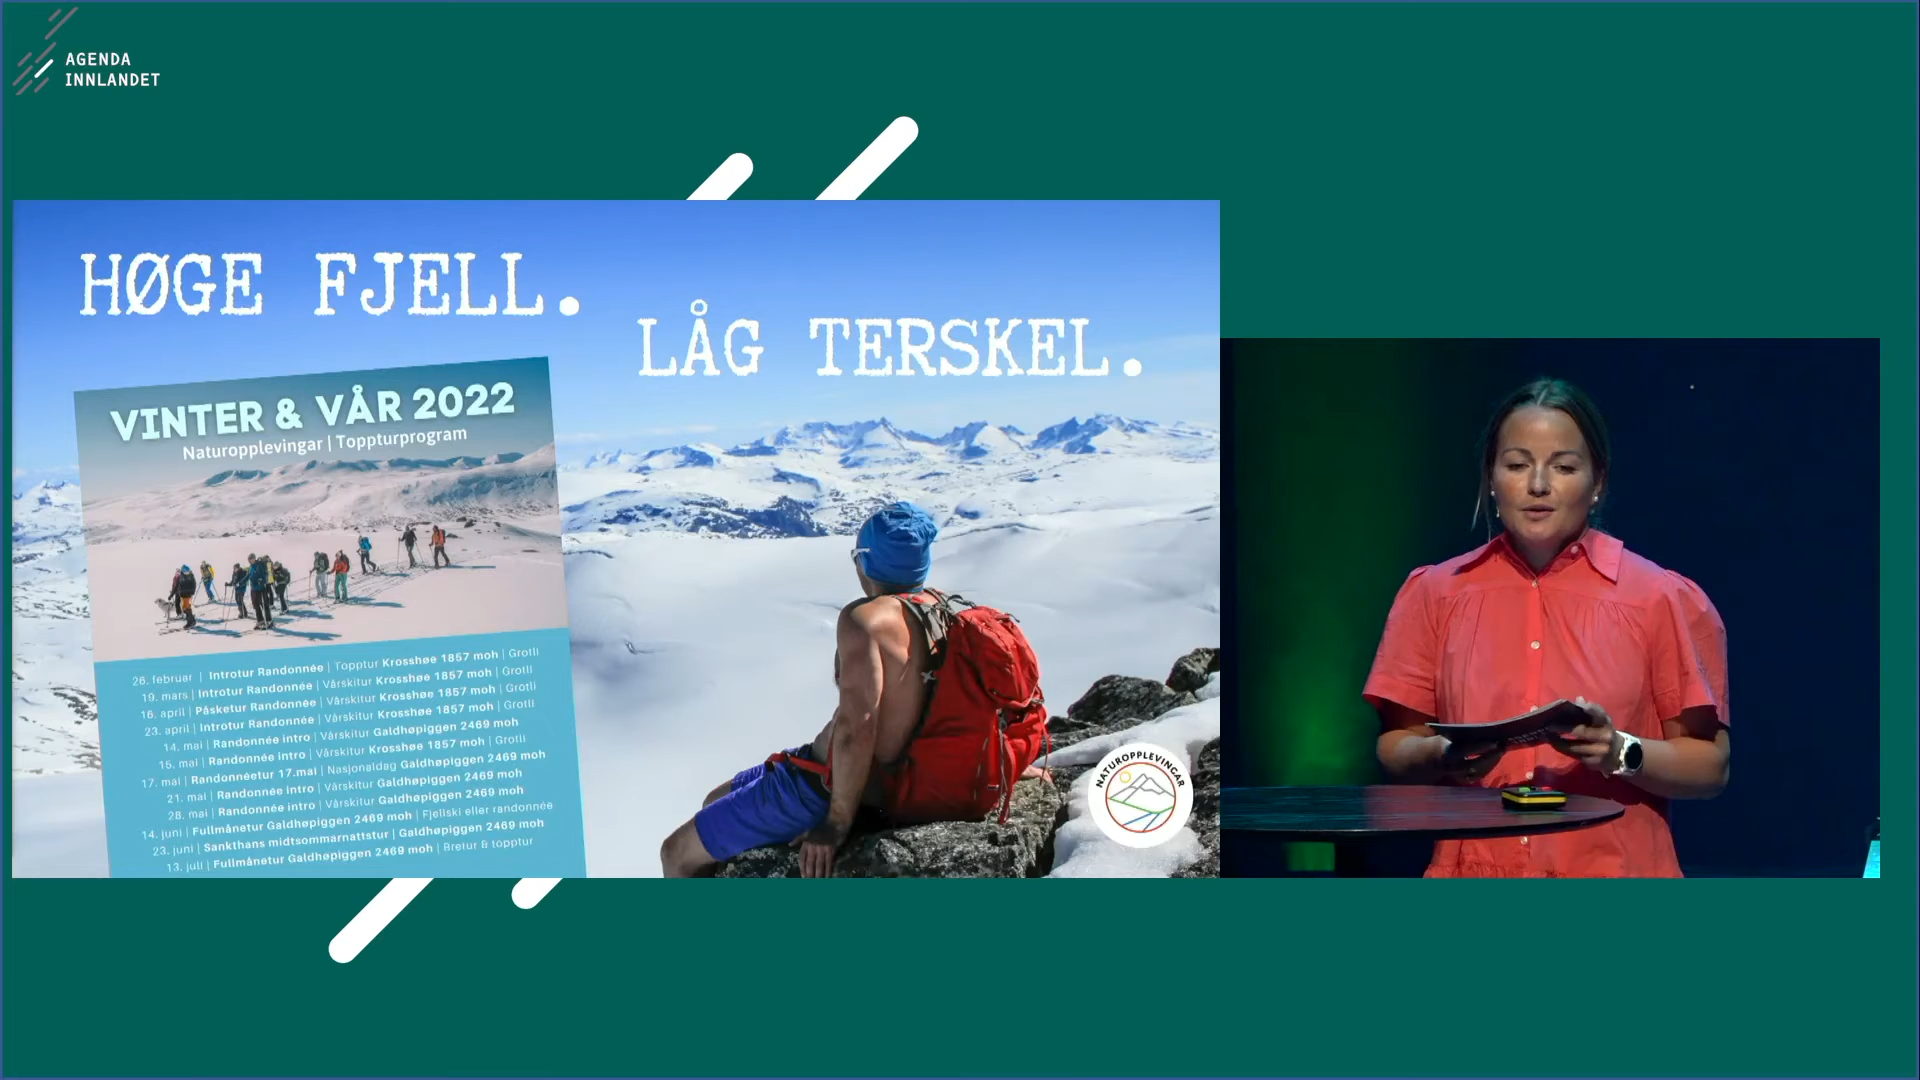 AGENDA
INNLANDET
HØGE FJELL.
LÅG TERSKEL.
VINTER & VÅR 2022
Naturopplevingar | Toppturprogram
26. februar | Introtur Randonnée | Topptur Krosshøe 1857 moh | Grotli
19. mars | Introtur Randonnée | Vårskitur Krosshøe 1857 moh | Grotli
16. april | Påsketur Randonnée | Vårskitur Krosshøe 1857 moh | Grotli
23. april | Introtur Randonnée | Vårskitur Krosshøe 1857 moh | Grotli
14. mai | Randonnée intro | Vårskitur Galdhøpiggen 2469 moh
15. mai | Randonnée intro | Vårskitur Krosshøe 1857 moh | Grotli
17. mai | Randonnéetur 17.mai | Nasjonaldag Galdhøpiggen 2469 moh
21. mai | Randonnée intro | Vårskitur Galdhøpiggen 2469 moh
28. mai | Randonnée intro | Vårskitur Galdhøpiggen 2469 moh
14. juni | Fullmånetur Galdhøpiggen 2469 moh | Fjellski eller randonnée
23. juni | Sankthans midtsommarnattstur | Galdhøpiggen 2469 moh
13. juli | Fullmånetur Galdhøpiggen 2469 moh | Bretur & topptur
NATUROPPLEVINGAR